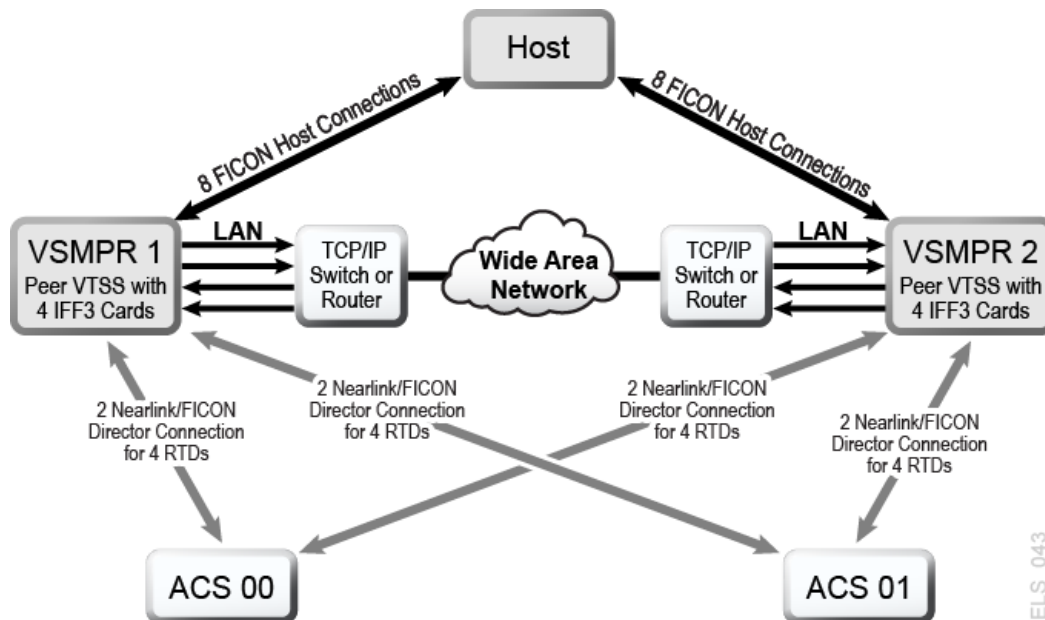 Host
8 FICON Host Connections
8 FICON Host Connections
VSMPR 1
Peer VTSS with
4 IFF3 Cards
LAN
TCP/IP
Switch or
Router
Wide Area
Network
TCP/IP
Switch or
Router
LAN
VSMPR 2
Peer VTSS with
4 IFF3 Cards
2 Nearlink/FICON
Director Connection
for 4 RTDs
2 Nearlink/FICON
Director Connection
for 4 RTDs
2 Nearlink/FICON
Director Connection
for 4 RTDs
2 Nearlink/FICON
Director Connection
for 4 RTDs
ACS 00
ACS 01
ELS_043